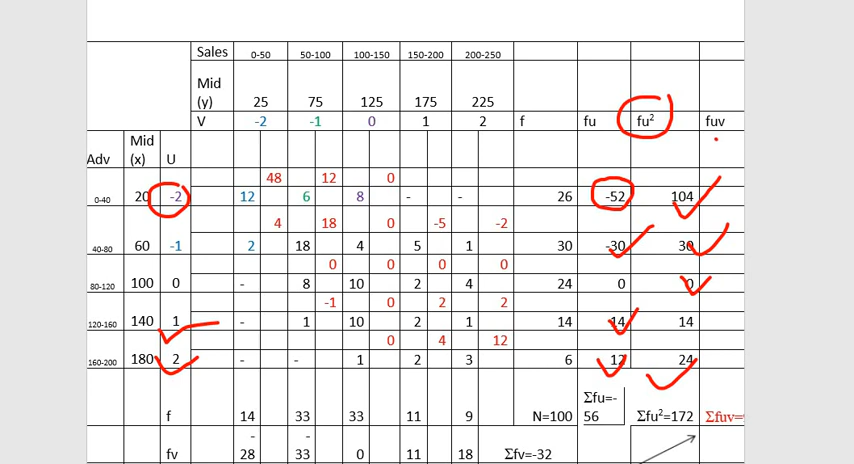 Sales 0-50 50-100 100-150 150-200 200-250
Mid
(y) 25 75 125 175 225
V -2 -1 0 1 2 f fu fu² fuv
Mid
Adv (x) U
48 12 0
0-40 20 -2 12 6 8 - - 26 -52 104
4 18 0 -5 -2
40-80 60 -1 2 18 4 5 1 30 -30 30
0 0 0 0
80-120 100 0 - 8 10 2 4 24 0 0
-1 0 2 2
120-160 140 1 - 1 10 2 1 14 14 14
0 4 12
160-200 180 2 - - 1 2 3 6 12 24
Σfu=-
f 14 33 33 11 9 N=100 56 Σfu²=172 Σfuv=
- -
fv 28 33 0 11 18 Σfv=-32